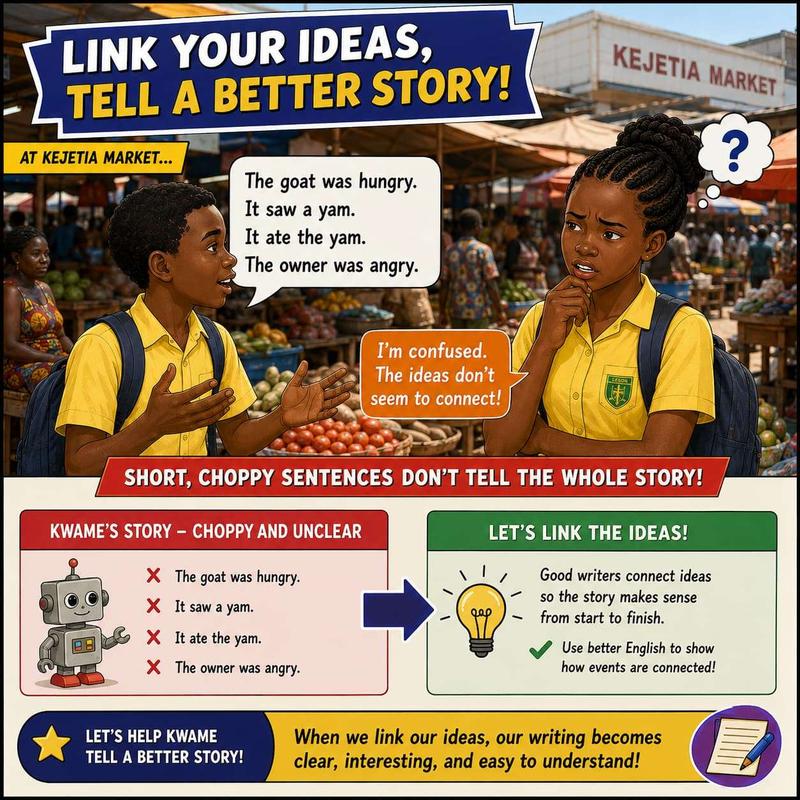 LINK YOUR IDEAS,
TELL A BETTER STORY!
KEJETIA MARKET
AT KEJETIA MARKET...
?
The goat was hungry.
It saw a yam.
It ate the yam.
The owner was angry.
I'm confused.
The ideas don't
seem to connect!
SHORT, CHOPPY SENTENCES DON'T TELL THE WHOLE STORY!
KWAME'S STORY – CHOPPY AND UNCLEAR
The goat was hungry.
It saw a yam.
It ate the yam.
The owner was angry.
LET'S LINK THE IDEAS!
Good writers connect ideas
so the story makes sense
from start to finish.
Use better English to show
how events are connected!
LET'S HELP KWAME
TELL A BETTER STORY!
When we link our ideas, our writing becomes
clear, interesting, and easy to understand!